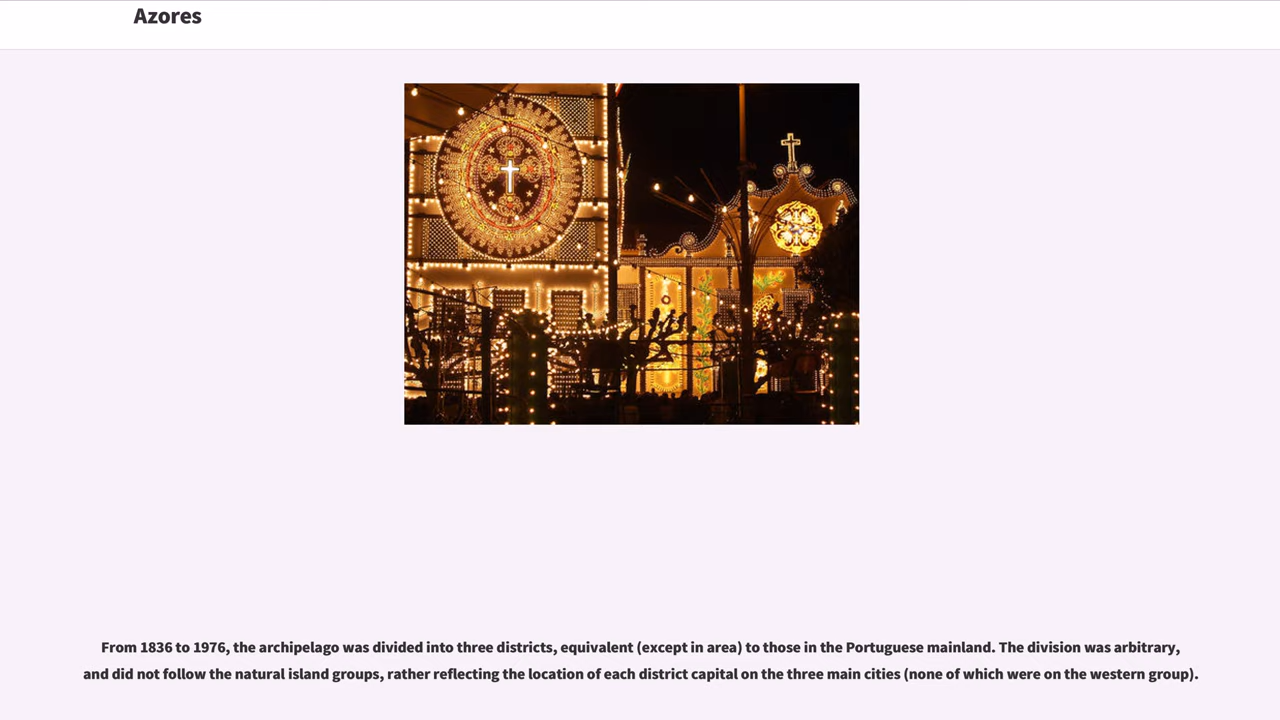 Azores
From 1836 to 1976, the archipelago was divided into three districts, equivalent (except in area) to those in the Portuguese mainland. The division was arbitrary,
and did not follow the natural island groups, rather reflecting the location of each district capital on the three main cities (none of which were on the western group).